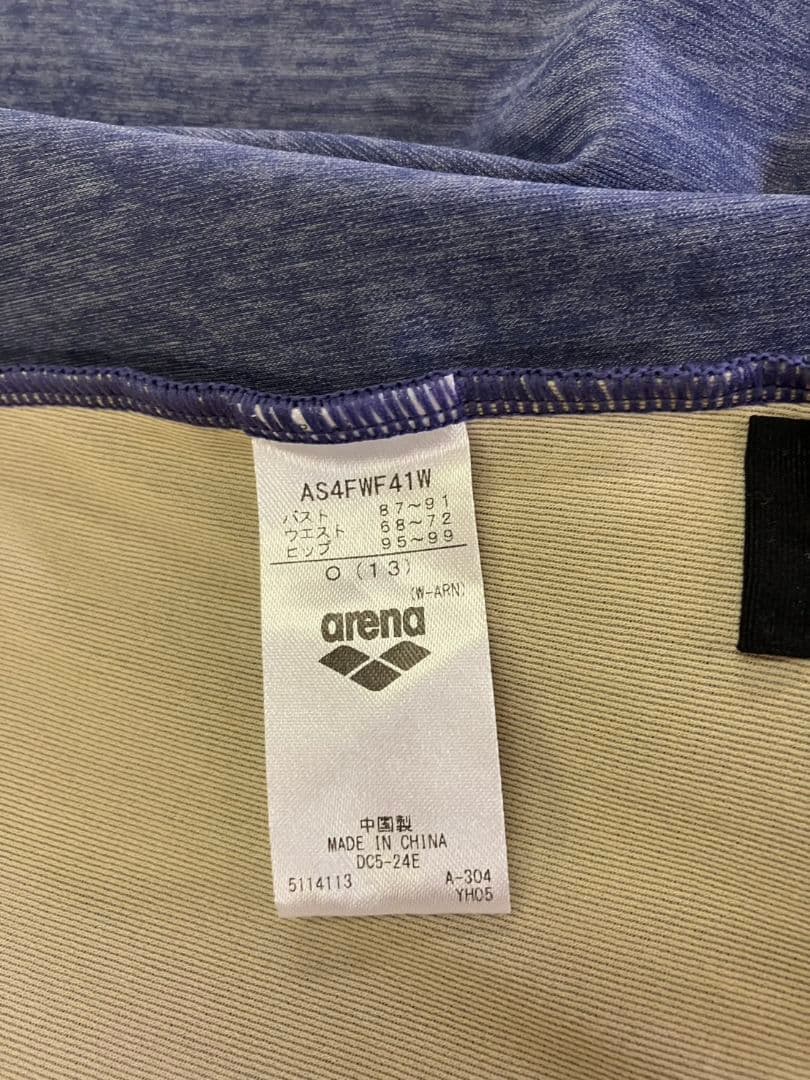 AS4FWF41W
バスト 87~91
ウエスト 68~72
ヒップ 95~99
O (13)
(W-ARN)
arena
中国製
MADE IN CHINA
DC5-24E
5114113 A-304
YH05